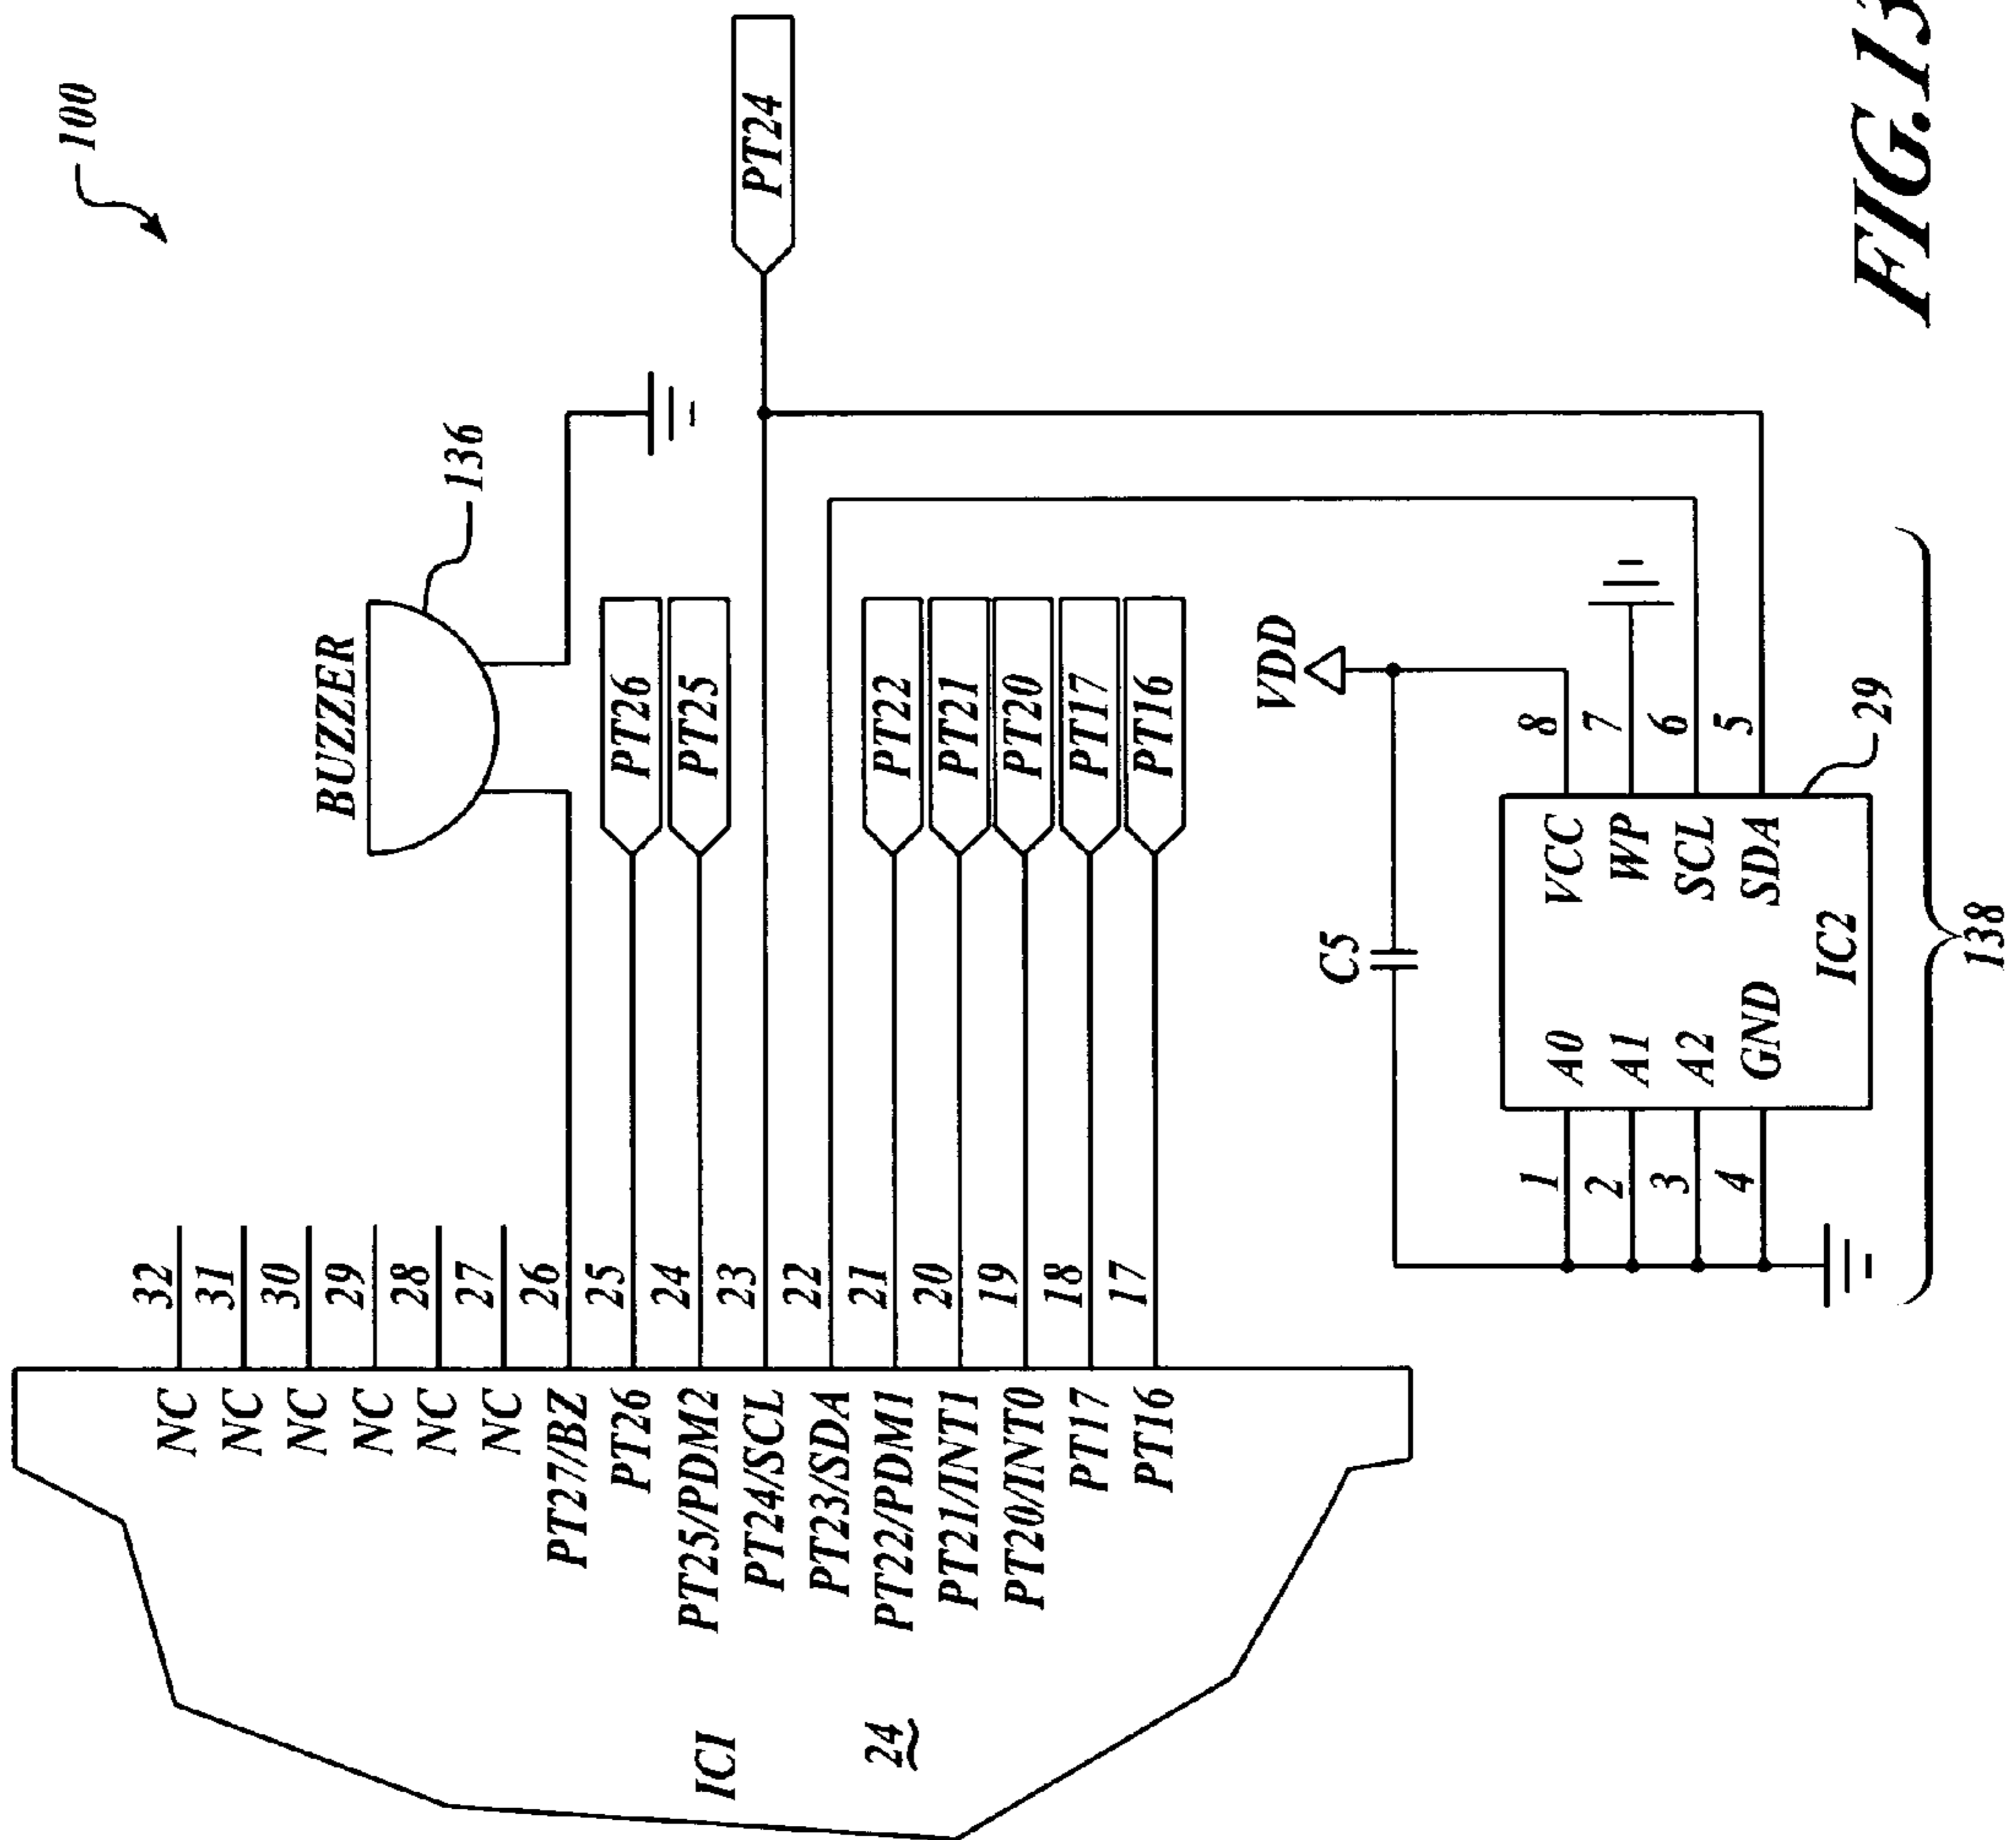 100
BUZZER
136
NC 32
NC 31
NC 30
NC 29
NC 28
NC 27
PT27/BZ 26
PT26 25 PT26
PT25/PDM2 24 PT25
PT24/SCL 23 PT24
PT23/SDA 22
PT22/PDM1 21 PT22
PT21/INT1 20 PT21
PT20/INT0 19 PT20
PT17 18 PT17
PT16 17 PT16
IC1
24
VDD
C5
1 A0 VCC 8
2 A1 WP 7
3 A2 SCL 6
4 GND SDA 5
IC2
29
138